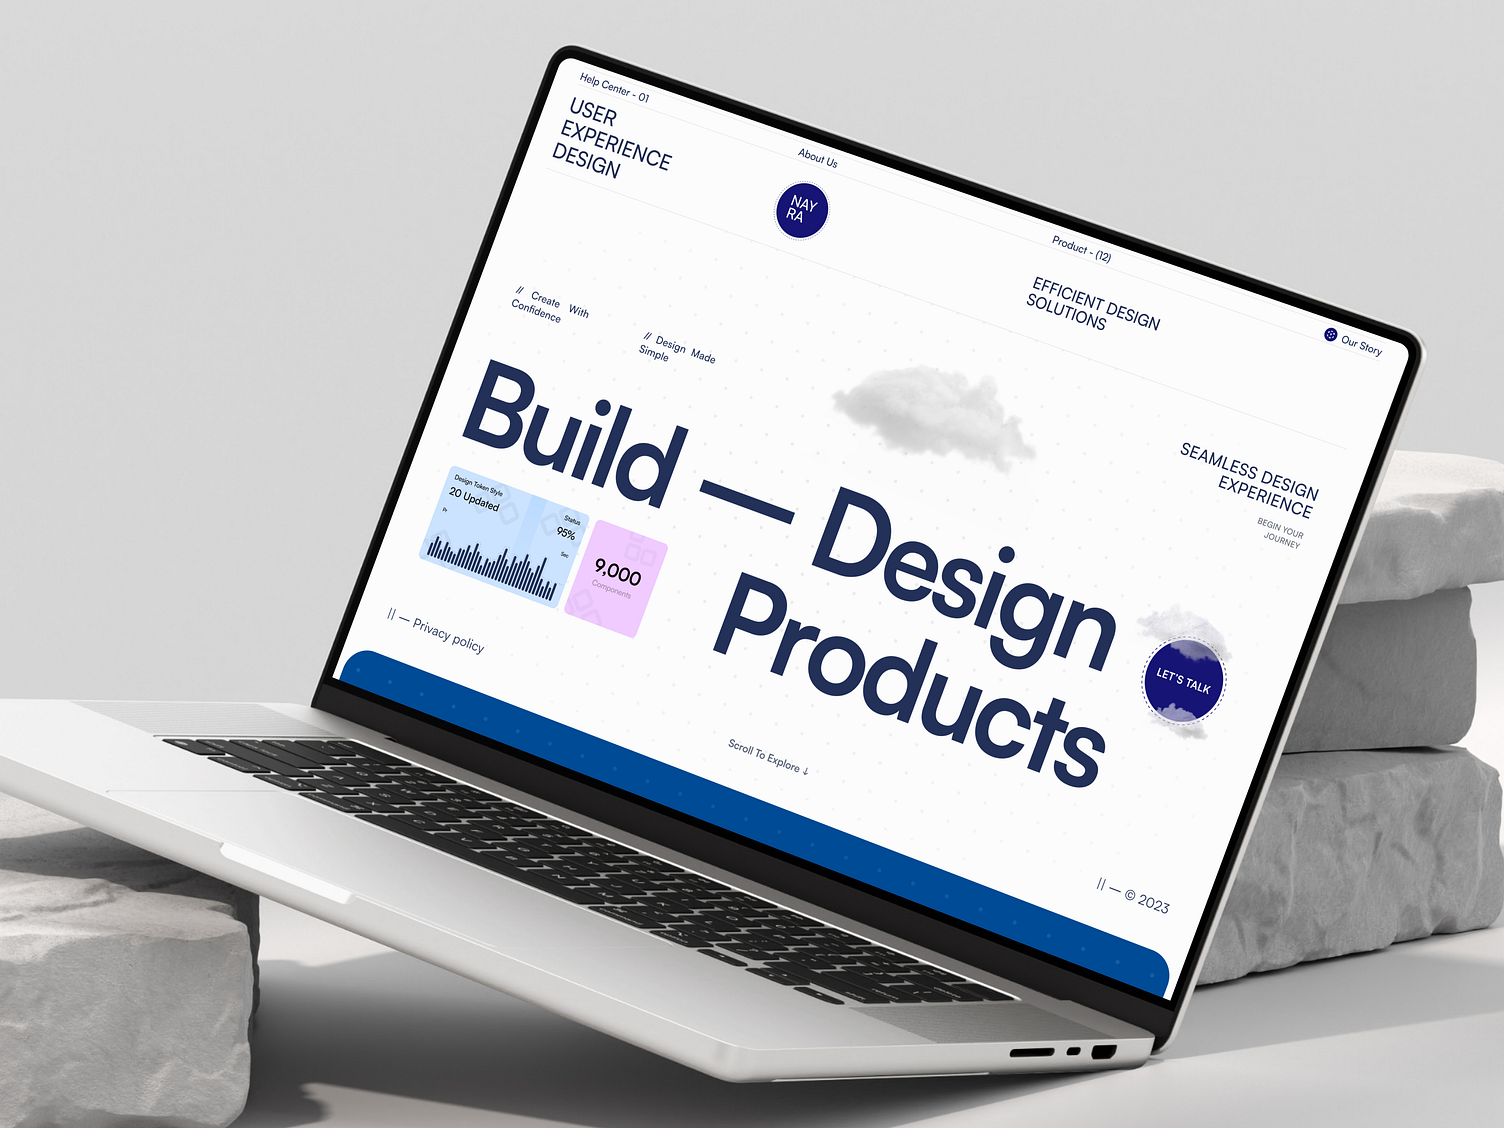 Help Center - 01
About Us
Product - (12)
Our Story
USER
EXPERIENCE
DESIGN
NAY
RA
EFFICIENT DESIGN
SOLUTIONS
SEAMLESS DESIGN
EXPERIENCE
BEGIN YOUR
JOURNEY
// Create With
Confidence
// Design Made
Simple
Build — Design
Products
Design Token Style
20 Updated
Status
95%
Sec
9,000
Components
LET'S TALK
|| — Privacy policy
Scroll To Explore ↓
|| — © 2023